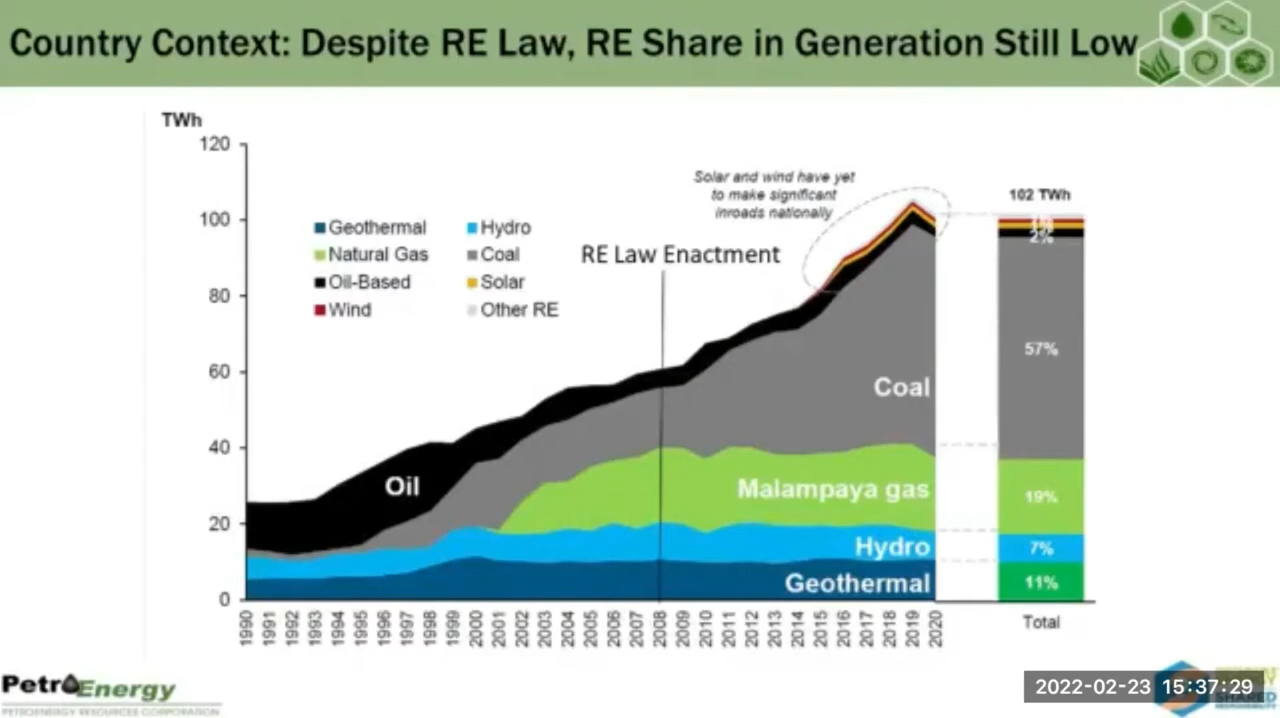 Country Context: Despite RE Law, RE Share in Generation Still Low
TWh
120
100
80
60
40
20
0
Geothermal
Hydro
Natural Gas
Coal
Oil-Based
Solar
Wind
Other RE
Solar and wind have yet
to make significant
inroads nationally
RE Law Enactment
Oil
Coal
Malampaya gas
Hydro
Geothermal
102 TWh
2%
57%
19%
7%
11%
Total
1990 1991 1992 1993 1994 1995 1996 1997 1998 1999 2000 2001 2002 2003 2004 2005 2006 2007 2008 2009 2010 2011 2012 2013 2014 2015 2016 2017 2018 2019 2020
PetroEnergy
PETROENERGY RESOURCES CORPORATION
2022-02-23 15:37:29
SHARED